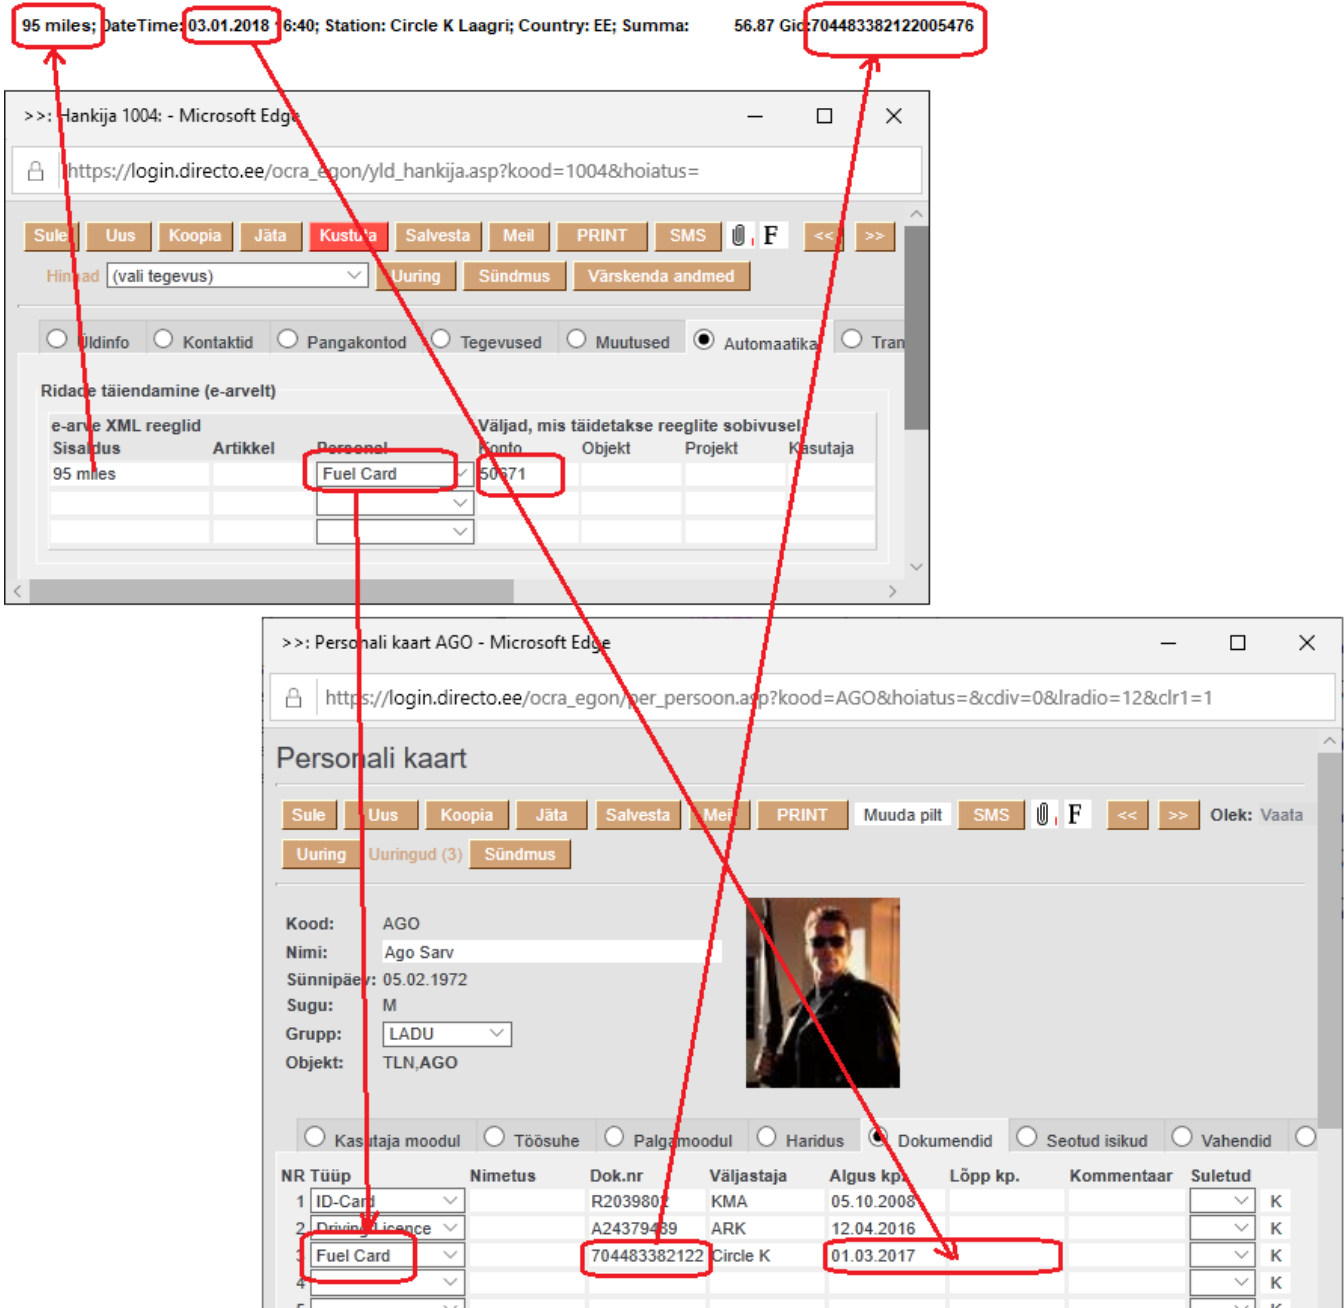 95 miles; DateTime: 03.01.2018 16:40; Station: Circle K Laagri; Country: EE; Summa: 56.87 Gid:704483382122005476
>>: Hankija 1004: - Microsoft Edge
https://login.directo.ee/ocra_egon/yld_hankija.asp?kood=1004&hoiatus=
Sule Uus Koopia Jäta Kustuta Salvesta Meil PRINT SMS F << >>
Hinnad (vali tegevus) Uuring Sündmus Värskenda andmed
Üldinfo Kontaktid Pangakontod Tegevused Muutused Automaatika Tran
Ridade täiendamine (e-arvelt)
e-arve XML reeglid Väljad, mis täidetakse reeglite sobivusel
Sisaldus Artikkel Personal Konto Objekt Projekt Kasutaja
95 miles Fuel Card 50671
>>: Personali kaart AGO - Microsoft Edge
https://login.directo.ee/ocra_egon/per_persoon.asp?kood=AGO&hoiatus=&cdiv=0&lradio=12&clr1=1
Personali kaart
Sule Uus Koopia Jäta Salvesta Meil PRINT Muuda pilt SMS F << >> Olek: Vaata
Uuring Uuringud (3) Sündmus
Kood: AGO
Nimi: Ago Sarv
Sünnipäev: 05.02.1972
Sugu: M
Grupp: LADU
Objekt: TLN,AGO
Kasutaja moodul Töösuhe Palgamoodul Haridus Dokumendid Seotud isikud Vahendid
NR Tüüp Nimetus Dok.nr Väljastaja Algus kp. Lõpp kp. Kommentaar Suletud
1 ID-Card R2039802 KMA 05.10.2008 K
2 Driving Licence A24379489 ARK 12.04.2016 K
3 Fuel Card 704483382122 Circle K 01.03.2017 K
4 K